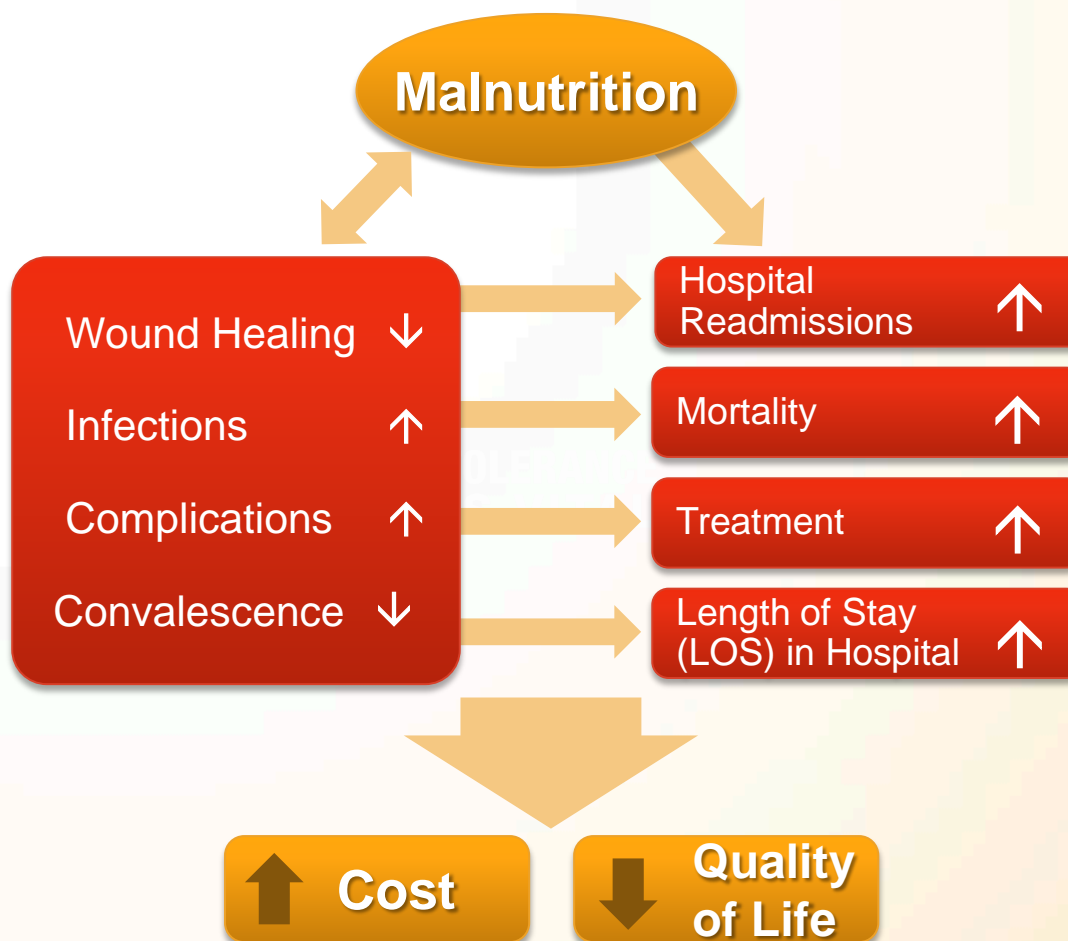 Malnutrition
Wound Healing ↓
Infections ↑
Complications ↑
Convalescence ↓
Hospital
Readmissions ↑
Mortality ↑
Treatment ↑
Length of Stay
(LOS) in Hospital ↑
Cost
Quality
of Life